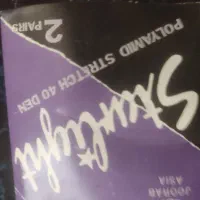 JOORAB
ASIA
Starlight
POLYAMID STRETCH 40 DEN
2 PAIRS